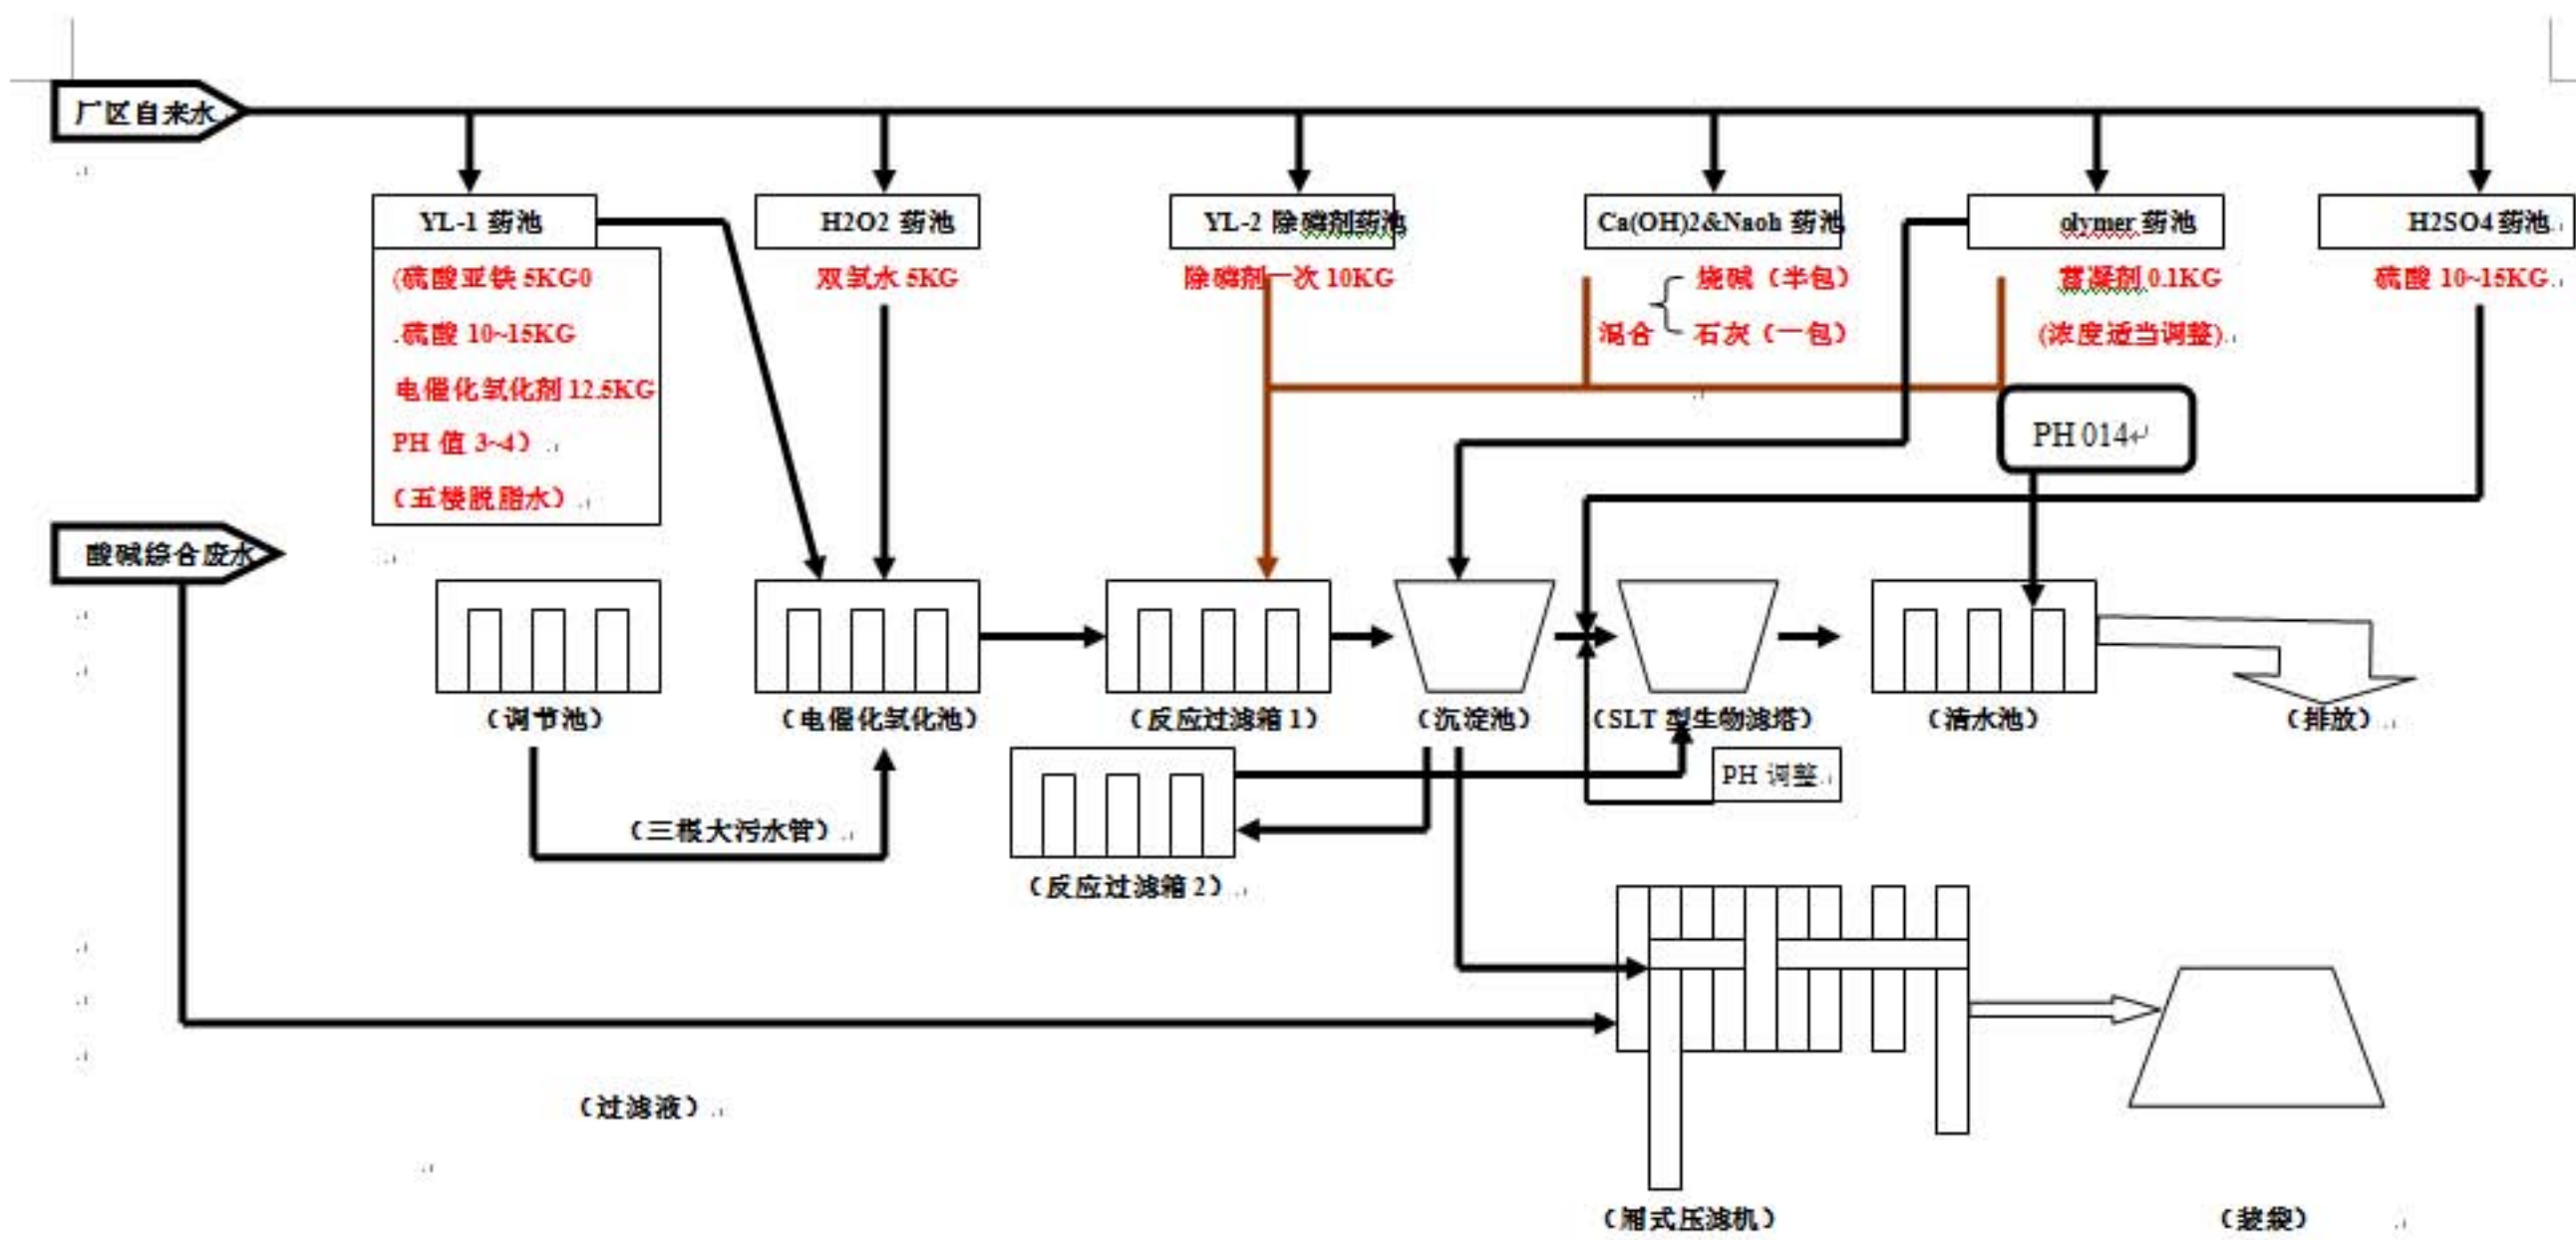 厂区自来水
YL-1 药池
H2O2 药池
YL-2 除磷剂药池
Ca(OH)2&Naoh 药池
olymer 药池
H2SO4 药池
(硫酸亚铁 5KG0
双氧水 5KG
除磷剂一次 10KG
烧碱（半包）
凝剂 0.1KG
硫酸 10~15KG
.硫酸 10~15KG
混合
石灰（一包）
(浓度适当调整)
电催化氧化剂 12.5KG
PH 值 3~4）
PH 014
（五楼脱脂水）
酸碱综合废水
（调节池）
（电催化氧化池）
（反应过滤箱 1）
（沉淀池）
（SLT 型生物滤塔）
（清水池）
（排放）
PH 调整
（三根大污水管）
（反应过滤箱 2）
（过滤液）
（厢式压滤机）
（装袋）